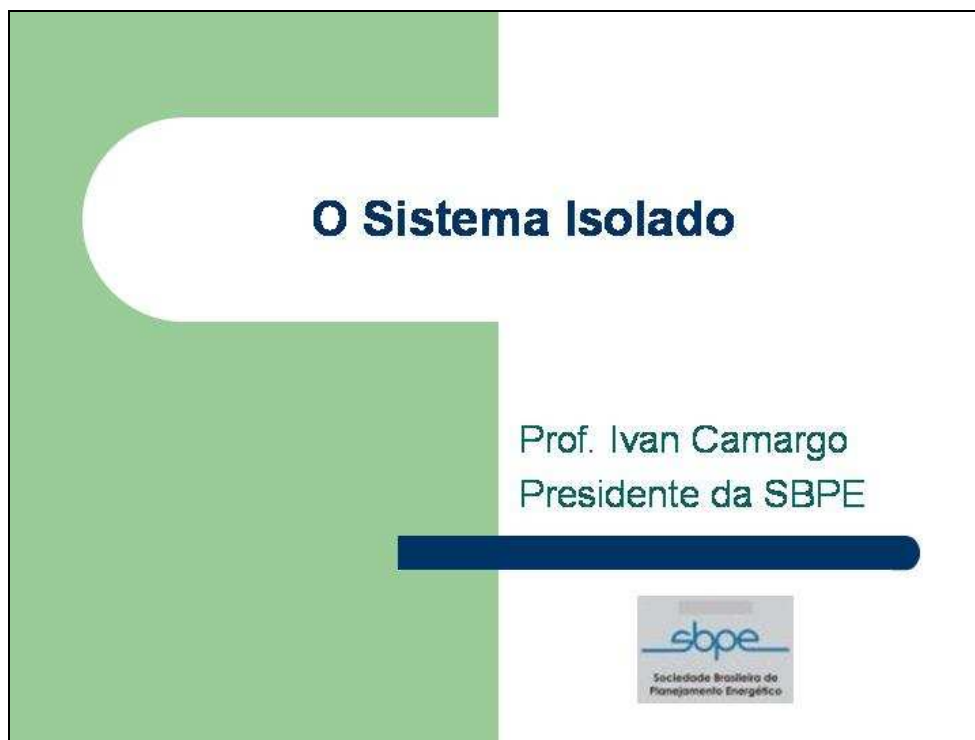 O Sistema Isolado
Prof. Ivan Camargo
Presidente da SBPE
sbpe
Sociedade Brasileira de
Planejamento Energético